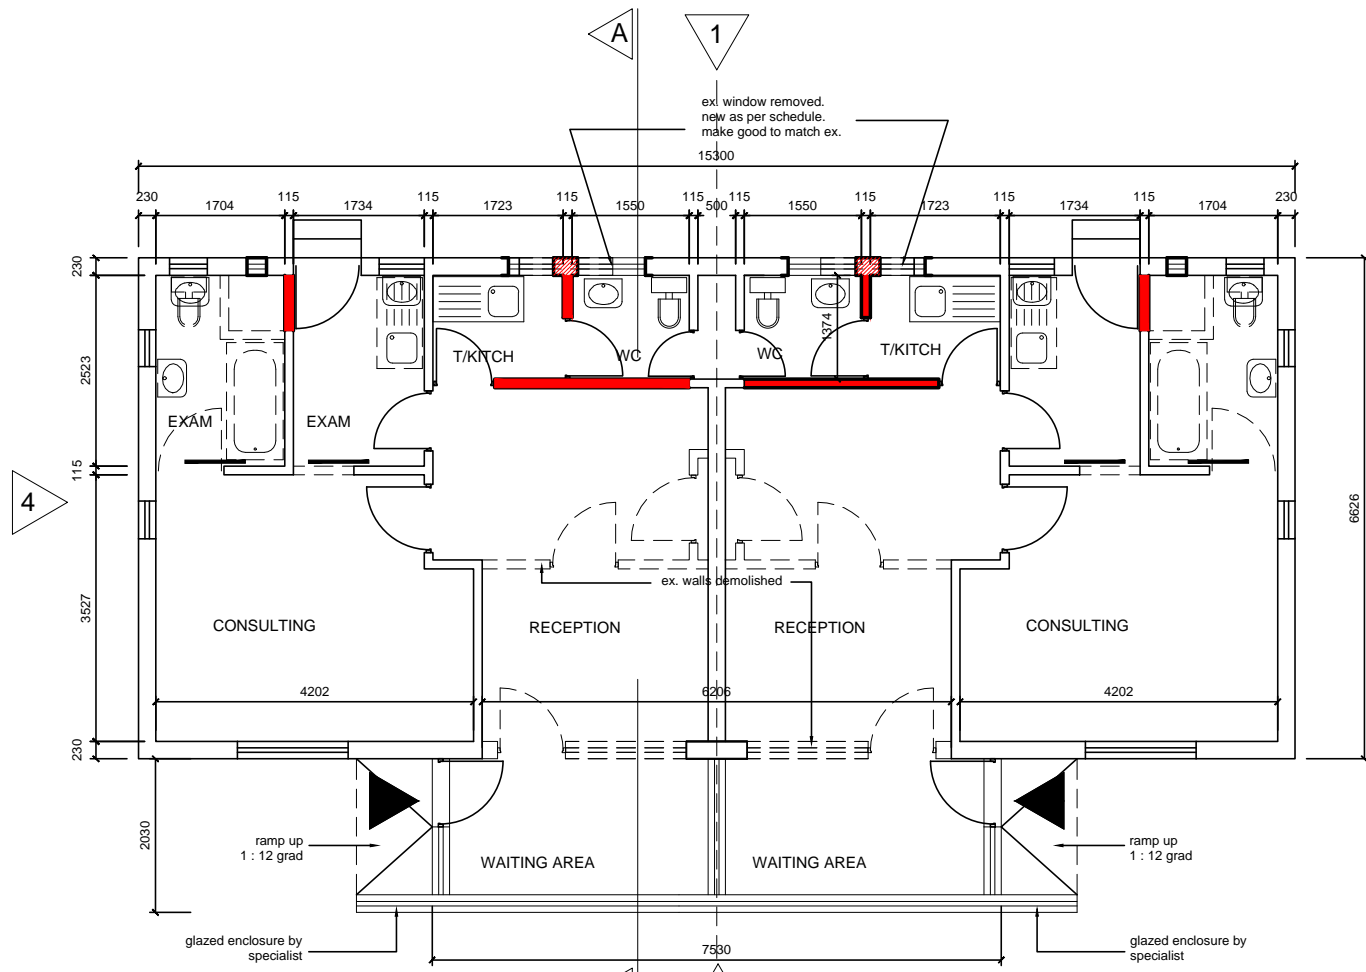 A
1
ex. window removed.
new as per schedule.
make good to match ex.
15300
230
1704
115
1734
115
1723
115
1550
115
500
115
1550
115
1723
115
1734
115
1704
230
230
2523
115
3527
230
2030
6626
1374
T/KITCH
WC
WC
T/KITCH
EXAM
EXAM
4
ex. walls demolished
CONSULTING
RECEPTION
RECEPTION
CONSULTING
4202
6206
4202
ramp up
1 : 12 grad
WAITING AREA
WAITING AREA
ramp up
1 : 12 grad
glazed enclosure by
specialist
7530
glazed enclosure by
specialist